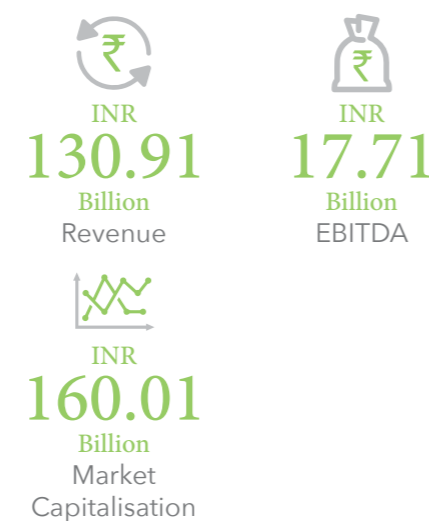 ₹
INR
130.91
Billion
Revenue
₹
INR
17.71
Billion
EBITDA
INR
160.01
Billion
Market
Capitalisation